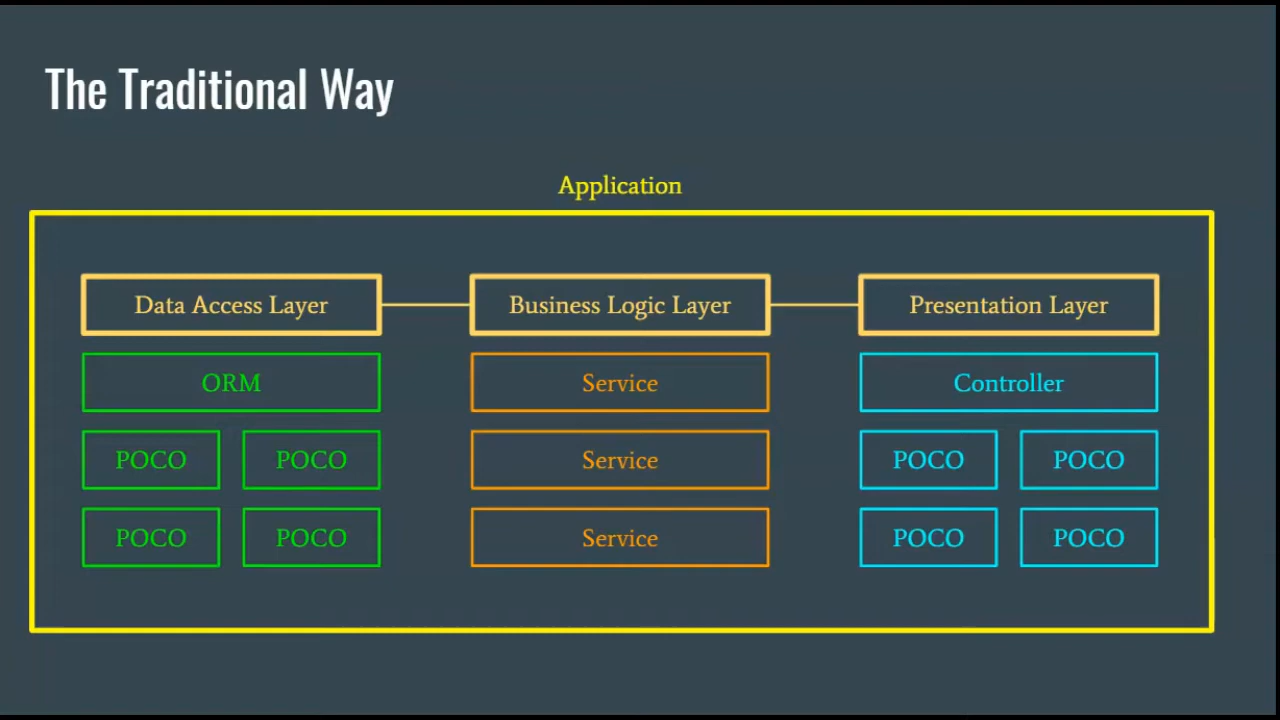 The Traditional Way
Application
Data Access Layer
Business Logic Layer
Presentation Layer
ORM
Service
Controller
POCO
POCO
Service
POCO
POCO
POCO
POCO
Service
POCO
POCO